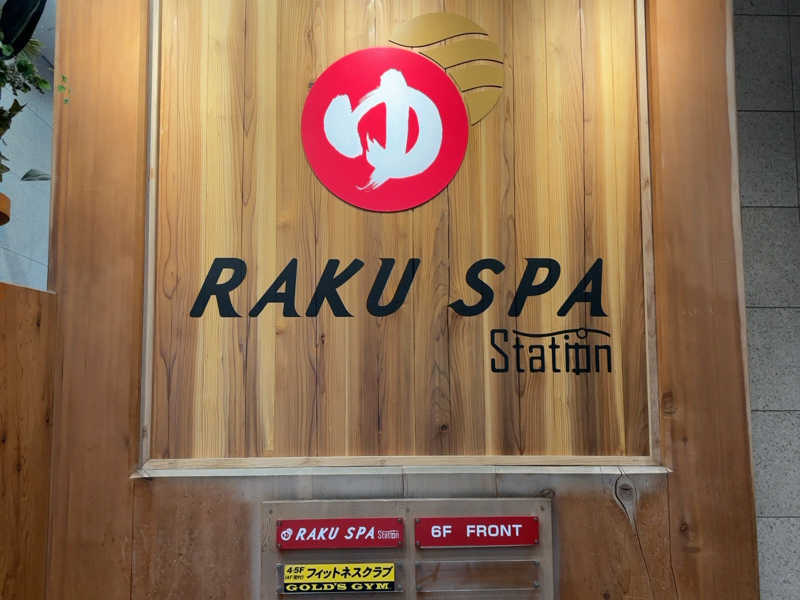 ゆ
RAKU SPA
Station
ゆ RAKU SPA Station
6F FRONT
4・5F
フィットネスクラブ
GOLD'S GYM